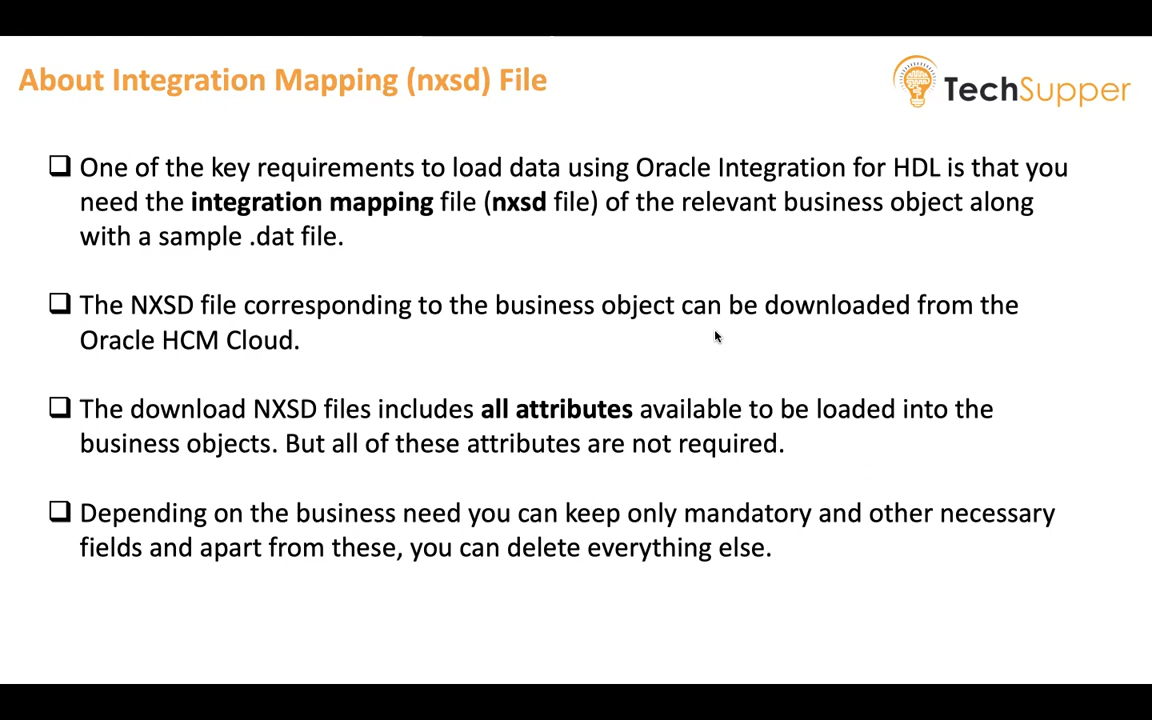 About Integration Mapping (nxsd) File
TechSupper
One of the key requirements to load data using Oracle Integration for HDL is that you
need the integration mapping file (nxsd file) of the relevant business object along
with a sample .dat file.
The NXSD file corresponding to the business object can be downloaded from the
Oracle HCM Cloud.
The download NXSD files includes all attributes available to be loaded into the
business objects. But all of these attributes are not required.
Depending on the business need you can keep only mandatory and other necessary
fields and apart from these, you can delete everything else.